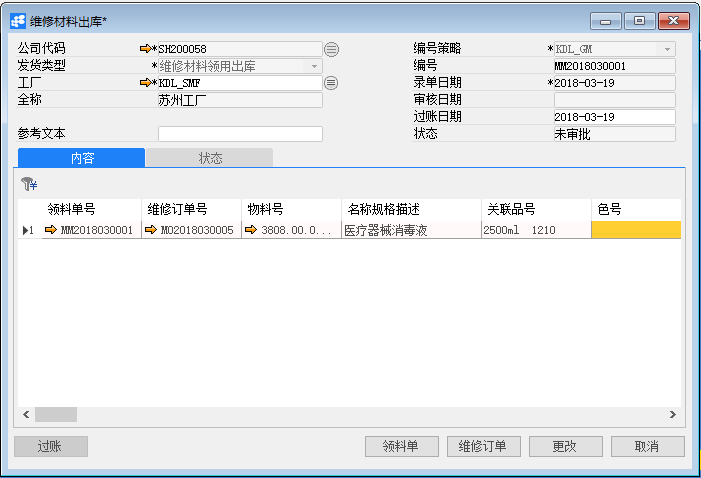 维修材料出库*
公司代码 *SH200058 编号策略 *KDL_GM
发货类型 *维修材料领用出库 编号 MM2018030001
工厂 *KDL_SMF 录单日期 *2018-03-19
全称 苏州工厂 审核日期
过账日期 2018-03-19
参考文本 状态 未审批
内容 状态
领料单号 维修订单号 物料号 名称规格描述 关联品号 色号
1 MM2018030001 MO2018030005 3808.00.0... 医疗器械消毒液 2500ml 1210
过账 领料单 维修订单 更改 取消